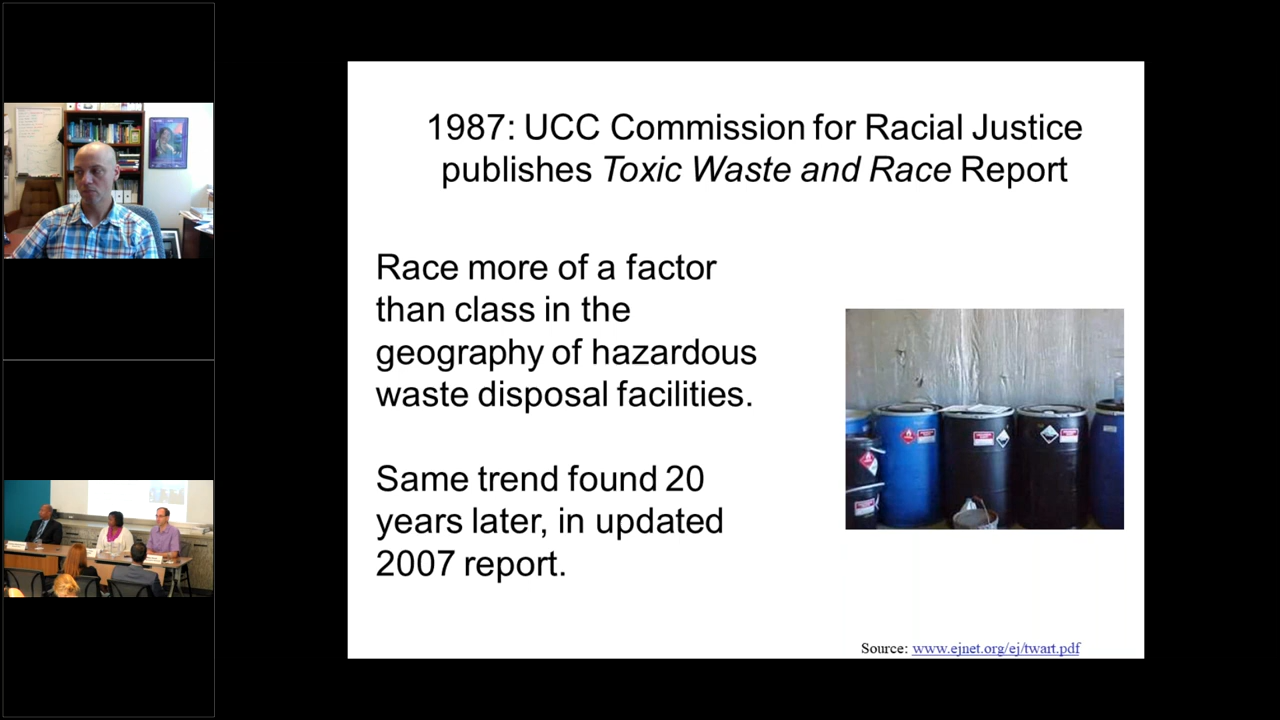 1987: UCC Commission for Racial Justice
publishes Toxic Waste and Race Report
Race more of a factor
than class in the
geography of hazardous
waste disposal facilities.
Same trend found 20
years later, in updated
2007 report.
Source: www.ejnet.org/ej/twart.pdf